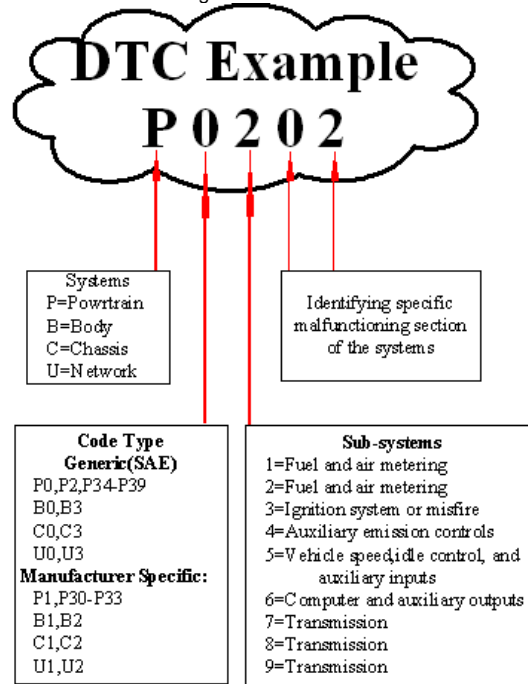 DTC Example
P 0 2 0 2
Systems
P=Powrtrain
B=Body
C=Chassis
U=Network
Identifying specific
malfunctioning section
of the systems
Code Type
Generic(SAE)
P0,P2,P34-P39
B0,B3
C0,C3
U0,U3
Manufacturer Specific:
P1,P30-P33
B1,B2
C1,C2
U1,U2
Sub-systems
1=Fuel and air metering
2=Fuel and air metering
3=Ignition system or misfire
4=Auxiliary emission controls
5=Vehicle speed,idle control, and
auxiliary inputs
6=Computer and auxiliary outputs
7=Transmission
8=Transmission
9=Transmission